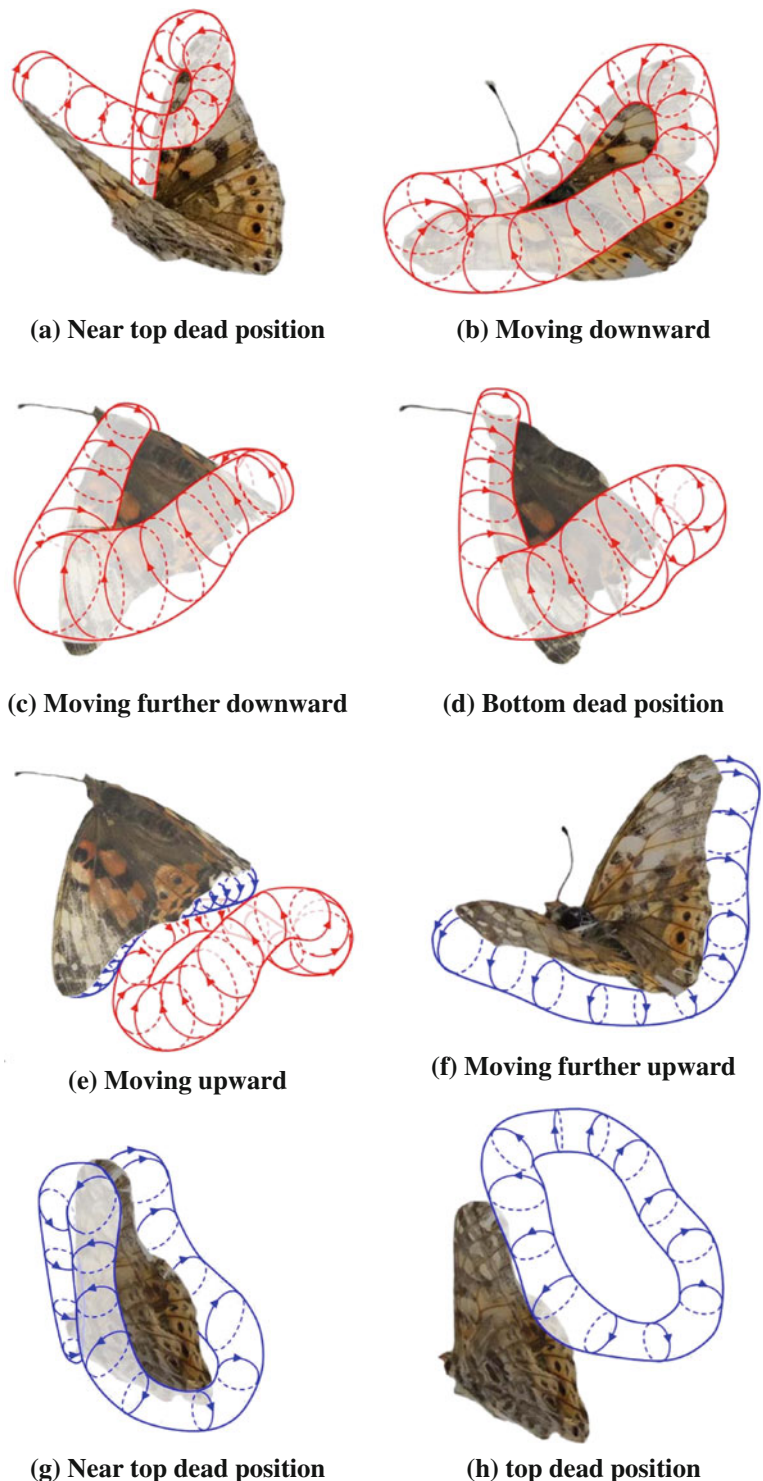 (a) Near top dead position
(b) Moving downward
(c) Moving further downward
(d) Bottom dead position
(e) Moving upward
(f) Moving further upward
(g) Near top dead position
(h) top dead position